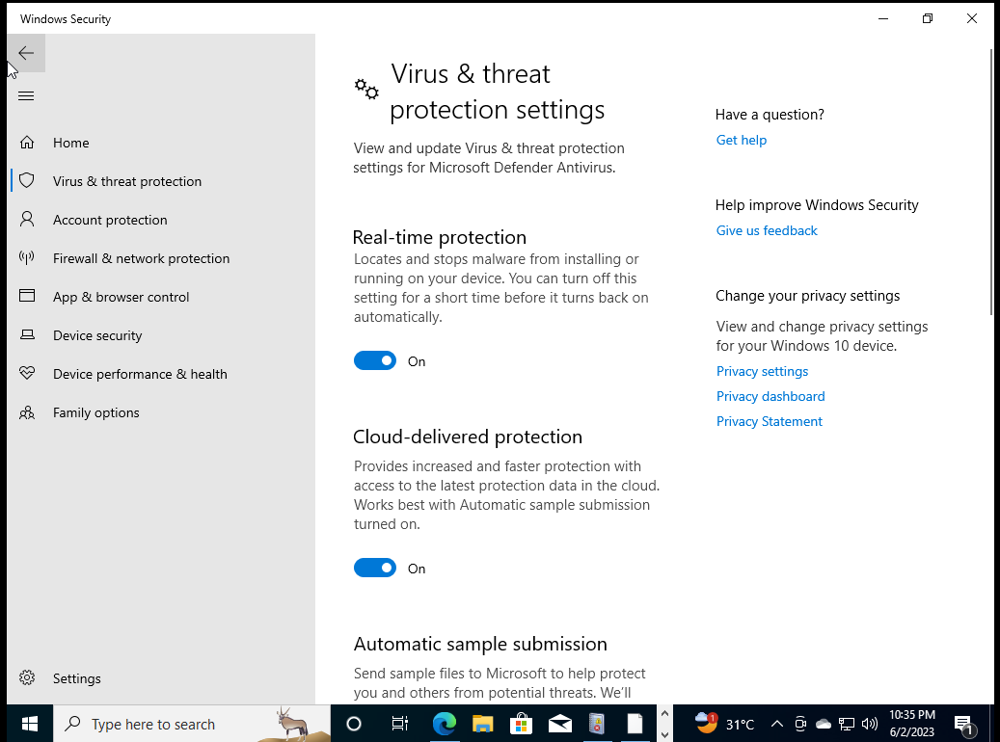 Windows Security
Home
Virus & threat protection
Account protection
Firewall & network protection
App & browser control
Device security
Device performance & health
Family options
Settings
Virus & threat
protection settings
View and update Virus & threat protection
settings for Microsoft Defender Antivirus.
Real-time protection
Locates and stops malware from installing or
running on your device. You can turn off this
setting for a short time before it turns back on
automatically.
On
Cloud-delivered protection
Provides increased and faster protection with
access to the latest protection data in the cloud.
Works best with Automatic sample submission
turned on.
On
Automatic sample submission
Send sample files to Microsoft to help protect
you and others from potential threats. We'll
Have a question?
Get help
Help improve Windows Security
Give us feedback
Change your privacy settings
View and change privacy settings
for your Windows 10 device.
Privacy settings
Privacy dashboard
Privacy Statement
Type here to search
1
31°C
10:35 PM
6/2/2023
1